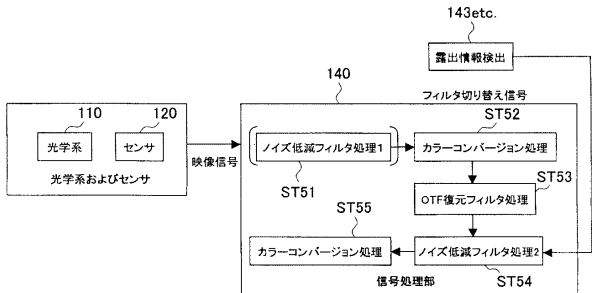 143etc.
露出情報検出
140
フィルタ切り替え信号
110
120
光学系
センサ
光学系およびセンサ
映像信号
ノイズ低減フィルタ処理1
ST51
ST52
カラーコンバージョン処理
ST53
OTF復元フィルタ処理
ST55
カラーコンバージョン処理
ノイズ低減フィルタ処理2
ST54
信号処理部